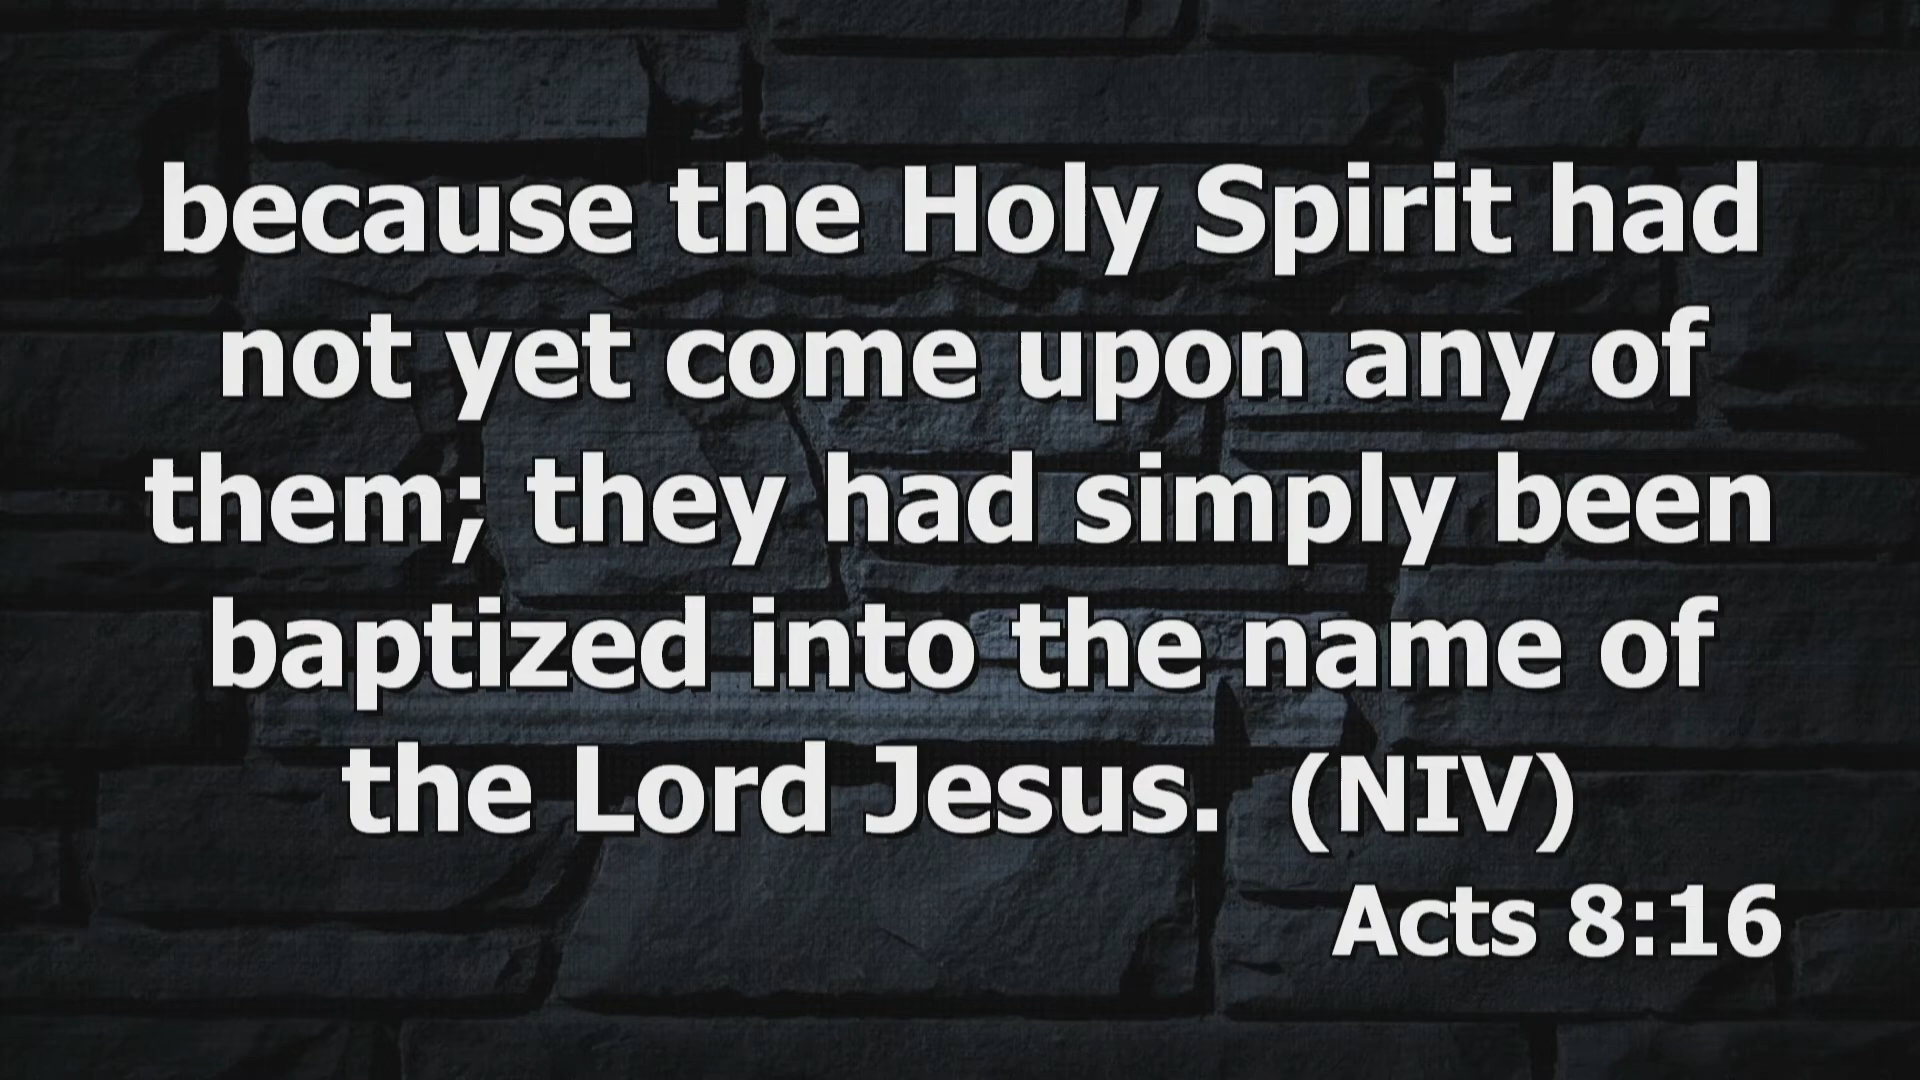 because the Holy Spirit had
not yet come upon any of
them; they had simply been
baptized into the name of
the Lord Jesus.  (NIV)
Acts 8:16